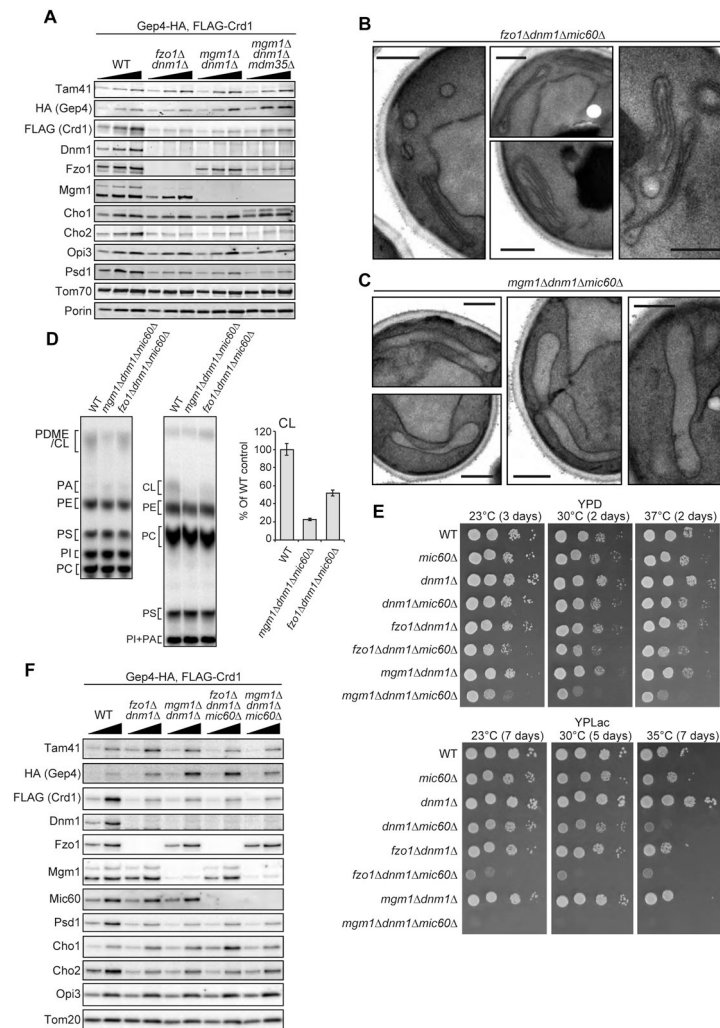 A
Gep4-HA, FLAG-Crd1
WT
fzo1Δ dnm1Δ
mgm1Δ dnm1Δ
mgm1Δ dnm1Δ mdm35Δ
Tam41
HA (Gep4)
FLAG (Crd1)
Dnm1
Fzo1
Mgm1
Cho1
Cho2
Opi3
Psd1
Tom70
Porin
B
fzo1Δdnm1Δmic60Δ
C
mgm1Δdnm1Δmic60Δ
D
WT
mgm1Δdnm1Δmic60Δ
fzo1Δdnm1Δmic60Δ
PDME /CL
PA
PE
PS
PI
PC
WT
mgm1Δdnm1Δmic60Δ
fzo1Δdnm1Δmic60Δ
CL
PE
PC
PS
PI+PA
CL
% Of WT control
120
100
80
60
40
20
0
WT
mgm1Δdnm1Δmic60Δ
fzo1Δdnm1Δmic60Δ
E
YPD
23°C (3 days)
30°C (2 days)
37°C (2 days)
WT
mic60Δ
dnm1Δ
dnm1Δmic60Δ
fzo1Δdnm1Δ
fzo1Δdnm1Δmic60Δ
mgm1Δdnm1Δ
mgm1Δdnm1Δmic60Δ
YPLac
23°C (7 days)
30°C (5 days)
35°C (7 days)
WT
mic60Δ
dnm1Δ
dnm1Δmic60Δ
fzo1Δdnm1Δ
fzo1Δdnm1Δmic60Δ
mgm1Δdnm1Δ
mgm1Δdnm1Δmic60Δ
F
Gep4-HA, FLAG-Crd1
WT
fzo1Δ dnm1Δ
mgm1Δ dnm1Δ
fzo1Δ dnm1Δ mic60Δ
mgm1Δ dnm1Δ mic60Δ
Tam41
HA (Gep4)
FLAG (Crd1)
Dnm1
Fzo1
Mgm1
Mic60
Psd1
Cho1
Cho2
Opi3
Tom20